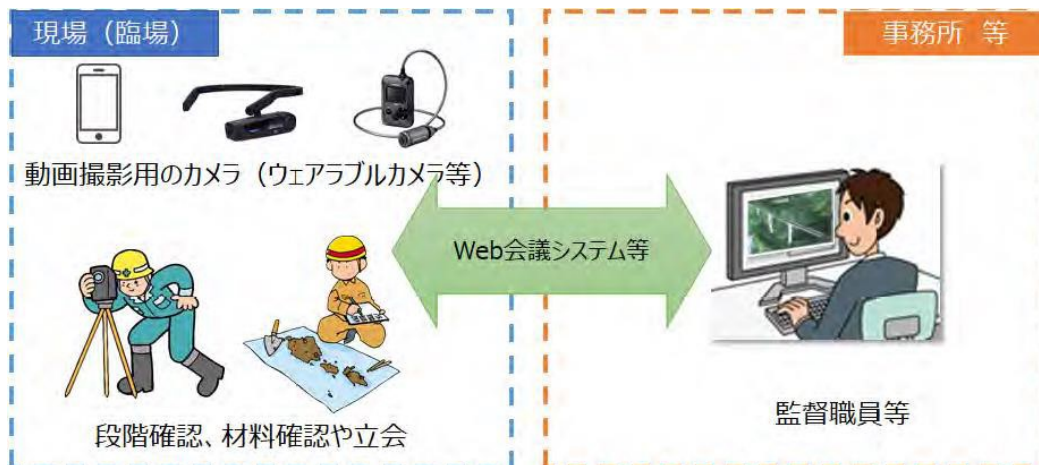 現場（臨場）
事務所 等
動画撮影用のカメラ（ウェアラブルカメラ等）
Web会議システム等
段階確認、材料確認や立会
監督職員等